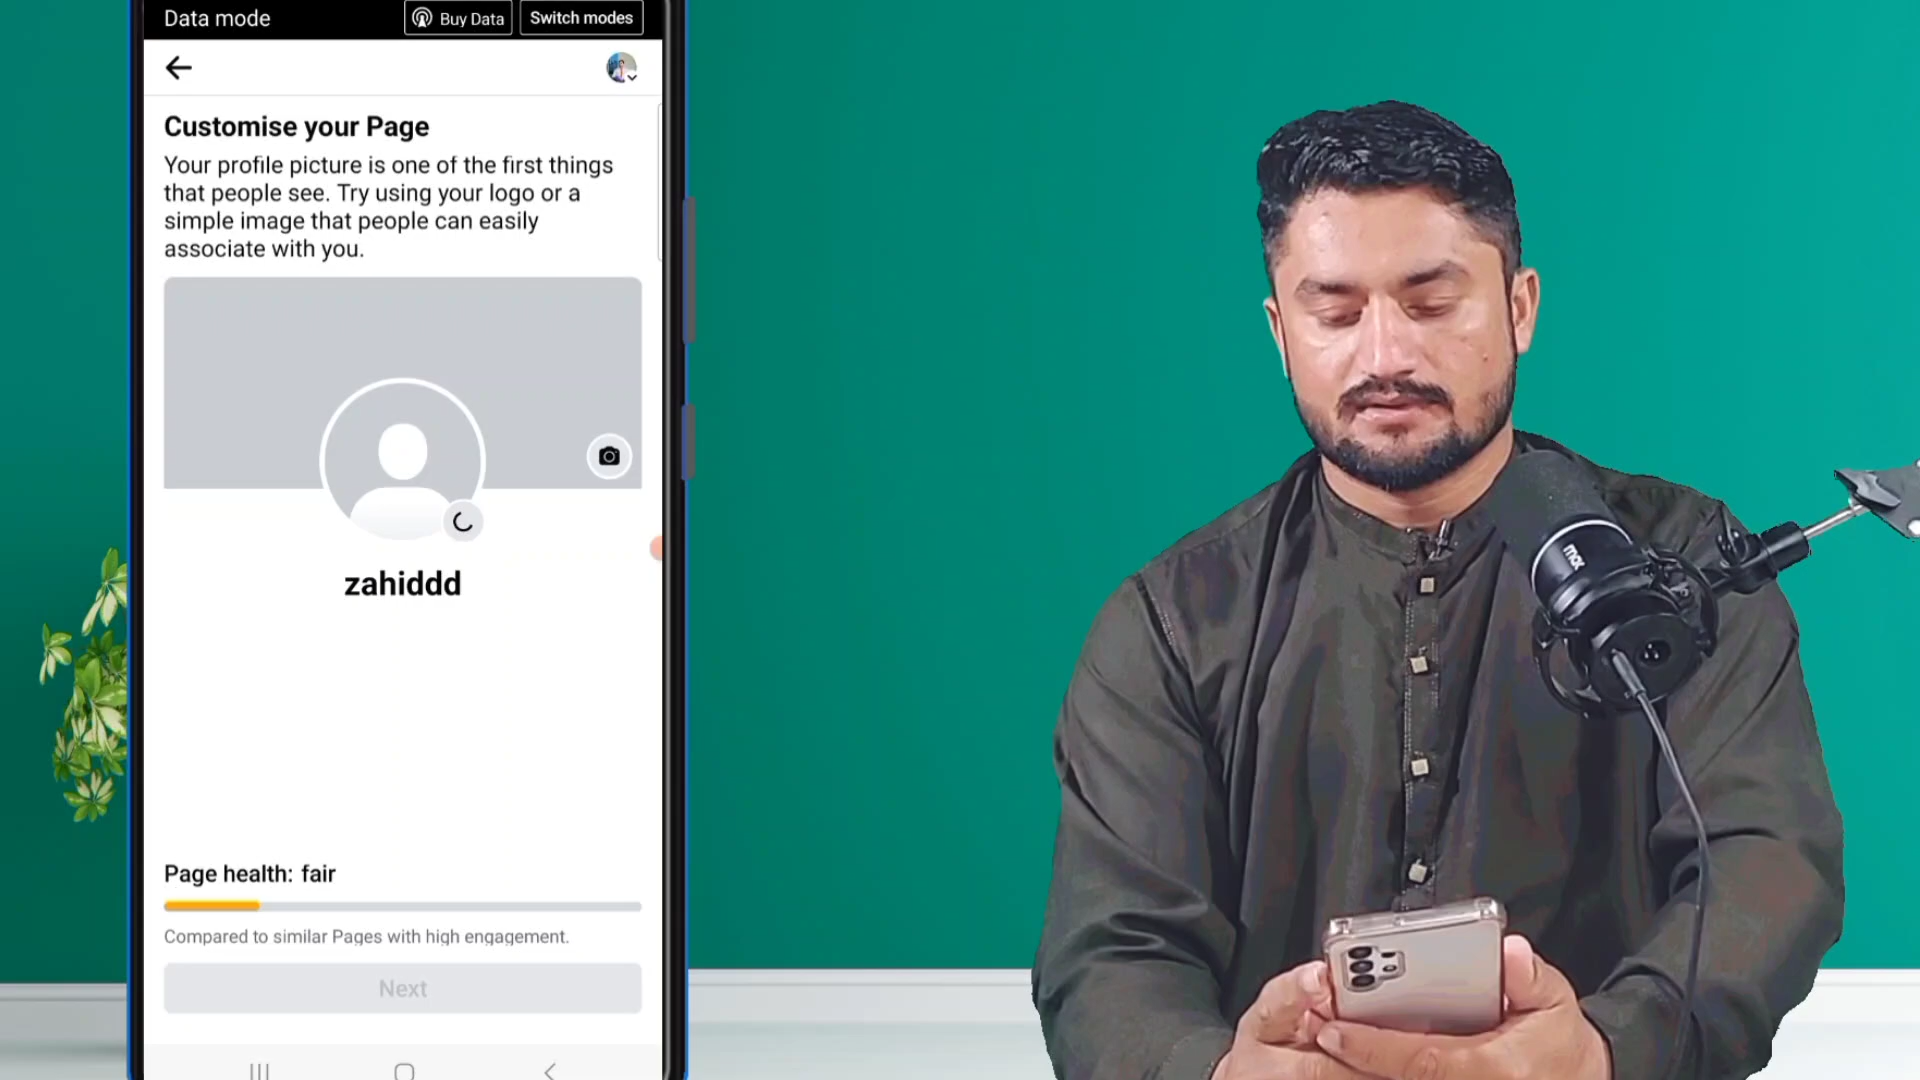 Data mode
Buy Data
Switch modes
Customise your Page
Your profile picture is one of the first things
that people see. Try using your logo or a
simple image that people can easily
associate with you.
zahiddd
Page health: fair
Compared to similar Pages with high engagement.
Next